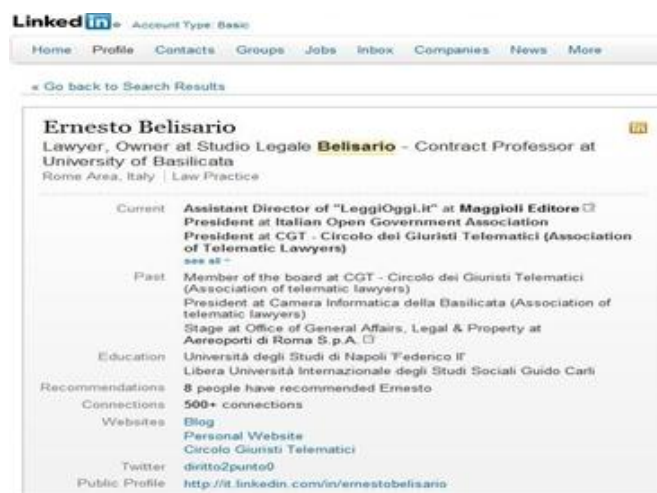 Linked in Account Type: Basic
Home Profile Contacts Groups Jobs Inbox Companies News More
« Go back to Search Results
Ernesto Belisario
in
Lawyer, Owner at Studio Legale Belisario - Contract Professor at
University of Basilicata
Rome Area, Italy | Law Practice
Current Assistant Director of "LeggiOggi.it" at Maggioli Editore
President at Italian Open Government Association
President at CGT - Circolo dei Giuristi Telematici (Association
of Telematic Lawyers)
see all
Past Member of the board at CGT - Circolo dei Giuristi Telematici
(Association of telematic lawyers)
President at Camera Informatica della Basilicata (Association of
telematic lawyers)
Stage at Office of General Affairs, Legal & Property at
Aereoporti di Roma S.p.A.
Education Università degli Studi di Napoli 'Federico II'
Libera Università Internazionale degli Studi Sociali Guido Carli
Recommendations 8 people have recommended Ernesto
Connections 500+ connections
Websites Blog
Personal Website
Circolo Giuristi Telematici
Twitter diritto2punto0
Public Profile http://it.linkedin.com/in/ernestobelisario